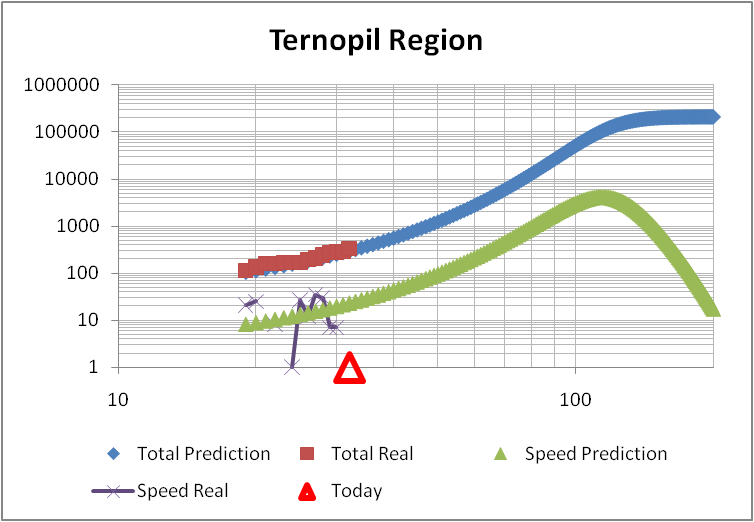 Ternopil Region
1000000
100000
10000
1000
100
10
1
10 100
Total Prediction Total Real Speed Prediction
Speed Real Today